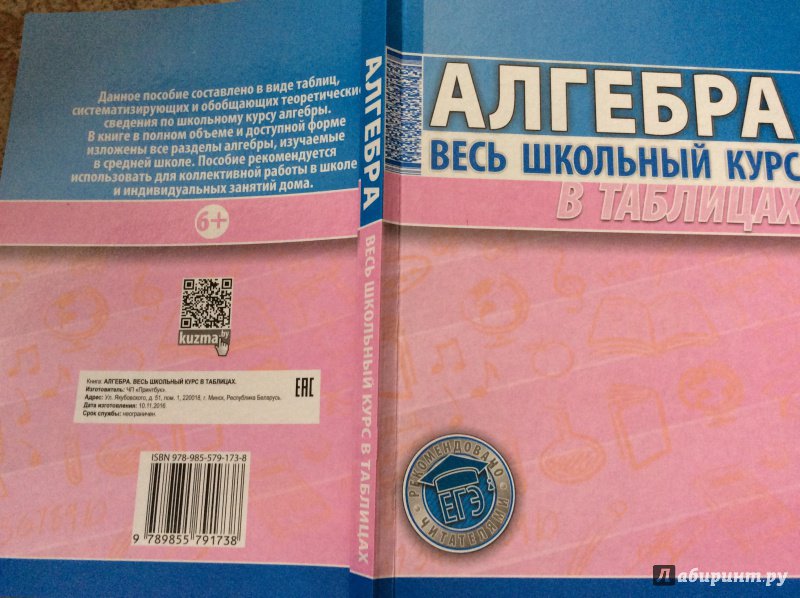 Данное пособие составлено в виде таблиц,
систематизирующих и обобщающих теоретические
сведения по школьному курсу алгебры.
В книге в полном объеме и доступной форме
изложены все разделы алгебры, изучаемые
в средней школе. Пособие рекомендуется
использовать для коллективной работы в школе
и индивидуальных занятий дома.
6+
kuzma.by
Книга: АЛГЕБРА. ВЕСЬ ШКОЛЬНЫЙ КУРС В ТАБЛИЦАХ.
Изготовитель: ЧП «Принтбук».
Адрес: Ул. Якубовского, д. 51, пом. 1, 220018, г. Минск, Республика Беларусь.
Дата изготовления: 10.11.2016
Срок службы: неограничен.
EAC
ISBN 978-985-579-173-8
9 789855 791738
АЛГЕБРА ВЕСЬ ШКОЛЬНЫЙ КУРС В ТАБЛИЦАХ
АЛГЕБРА
ВЕСЬ ШКОЛЬНЫЙ КУРС
В ТАБЛИЦАХ
РЕКОМЕНДОВАНО
ЕГЭ
ЧИТАТЕЛЯМИ
Лабиринт.ру